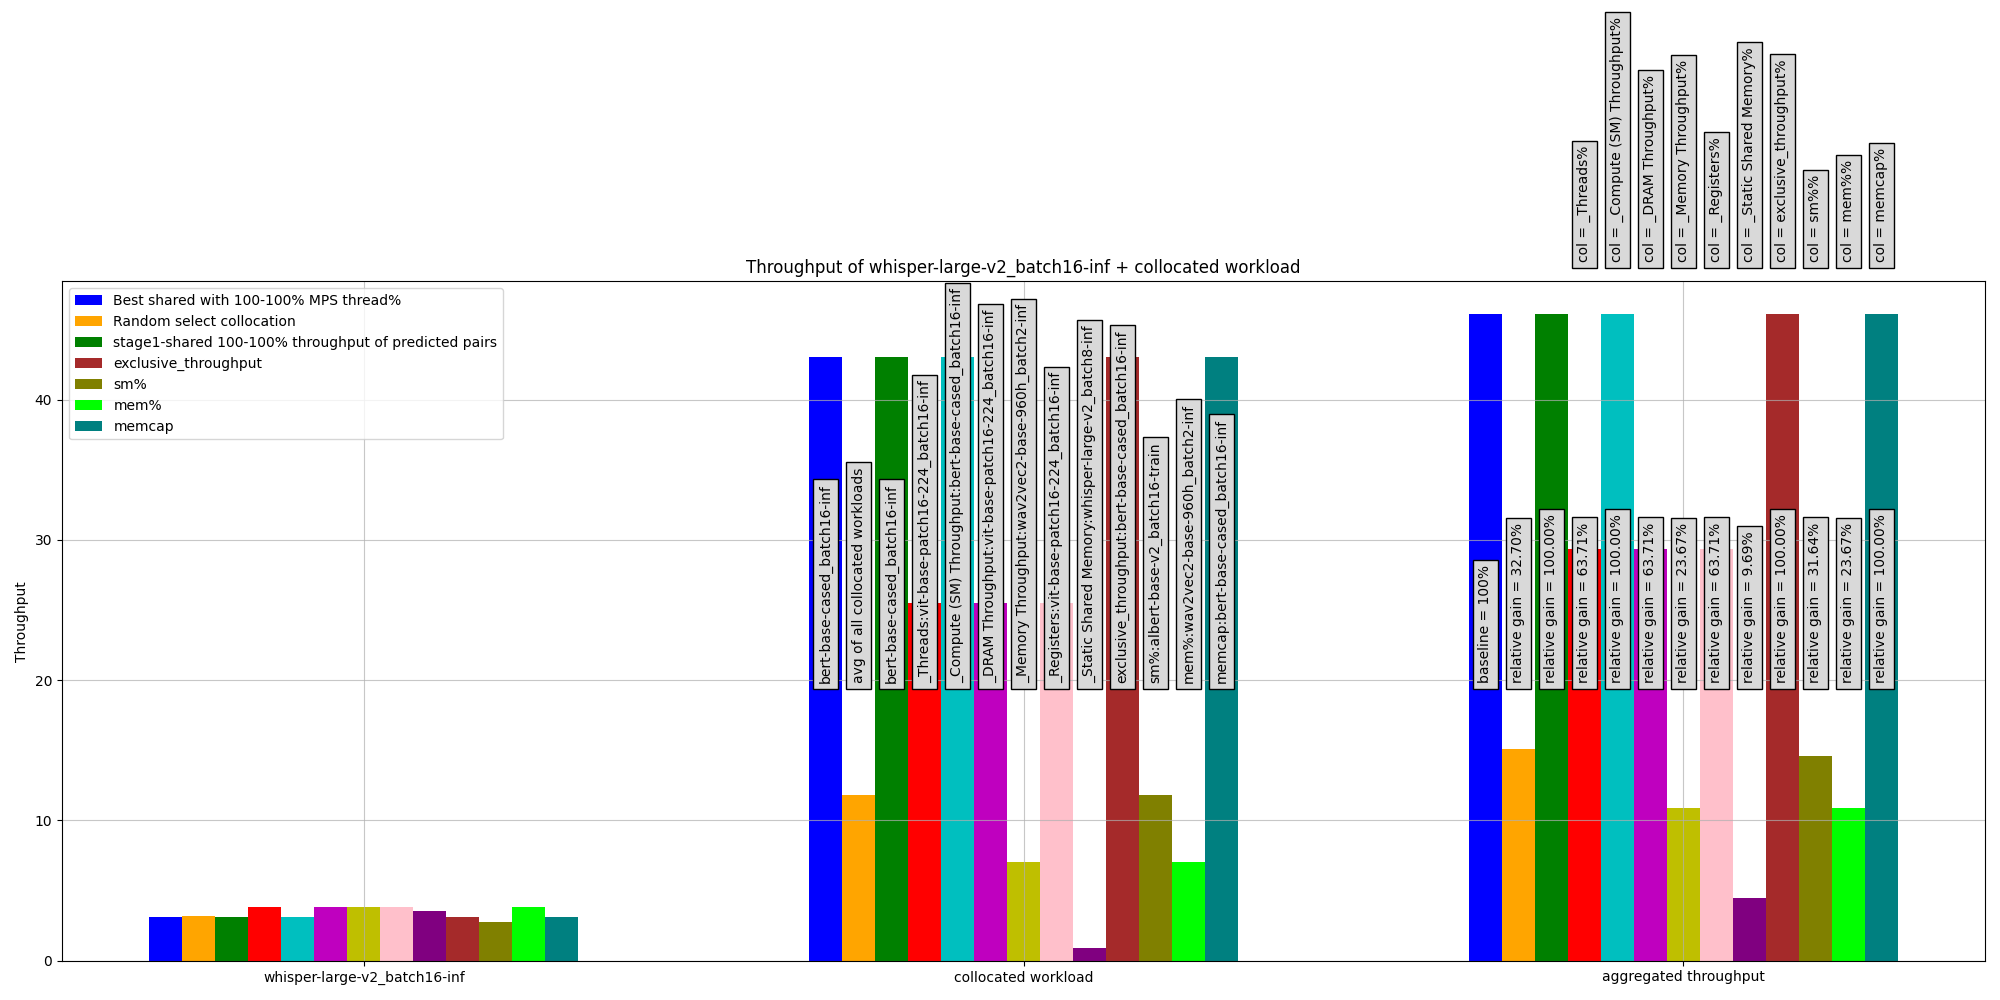 col = _Threads%
col = _Compute (SM) Throughput%
col = _DRAM Throughput%
col = _Memory Throughput%
col = _Registers%
col = _Static Shared Memory%
col = exclusive_throughput%
col = sm%%
col = mem%%
col = memcap%
Throughput of whisper-large-v2_batch16-inf + collocated workload
Best shared with 100-100% MPS thread%
Random select collocation
stage1-shared 100-100% throughput of predicted pairs
exclusive_throughput
sm%
mem%
memcap
bert-base-cased_batch16-inf
avg of all collocated workloads
bert-base-cased_batch16-inf
_Threads:vit-base-patch16-224_batch16-inf
_Compute (SM) Throughput:bert-base-cased_batch16-inf
_DRAM Throughput:vit-base-patch16-224_batch16-inf
_Memory Throughput:wav2vec2-base-960h_batch2-inf
_Registers:vit-base-patch16-224_batch16-inf
_Static Shared Memory:whisper-large-v2_batch8-inf
exclusive_throughput:bert-base-cased_batch16-inf
sm%:albert-base-v2_batch16-train
mem%:wav2vec2-base-960h_batch2-inf
memcap:bert-base-cased_batch16-inf
baseline = 100%
relative gain = 32.70%
relative gain = 100.00%
relative gain = 63.71%
relative gain = 100.00%
relative gain = 63.71%
relative gain = 23.67%
relative gain = 63.71%
relative gain = 9.69%
relative gain = 100.00%
relative gain = 31.64%
relative gain = 23.67%
relative gain = 100.00%
Throughput
40
30
20
10
0
whisper-large-v2_batch16-inf
collocated workload
aggregated throughput